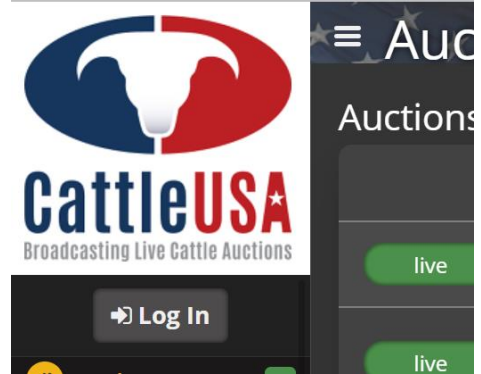 Auc
Auctions
CattleUSA
Broadcasting Live Cattle Auctions
live
Log In
live